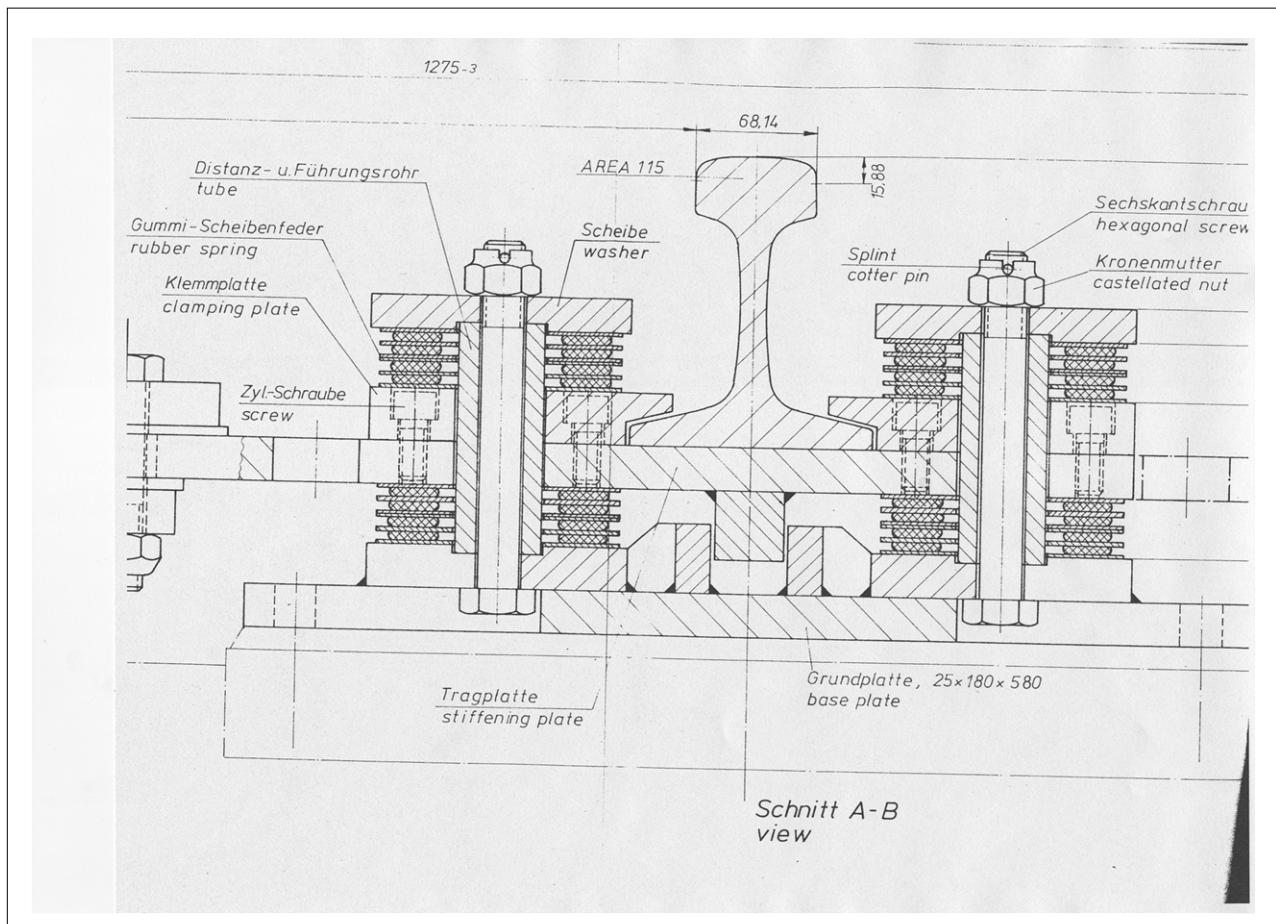 1275-3
68,14
15,88
AREA 115
Distanz- u. Führungsrohr
tube
Gummi-Scheibenfeder
rubber spring
Klemmplatte
clamping plate
Zyl.-Schraube
screw
Scheibe
washer
Sechskantschrau
hexagonal screw
Splint
cotter pin
Kronenmutter
castellated nut
Tragplatte
stiffening plate
Grundplatte, 25×180×580
base plate
Schnitt A-B
view